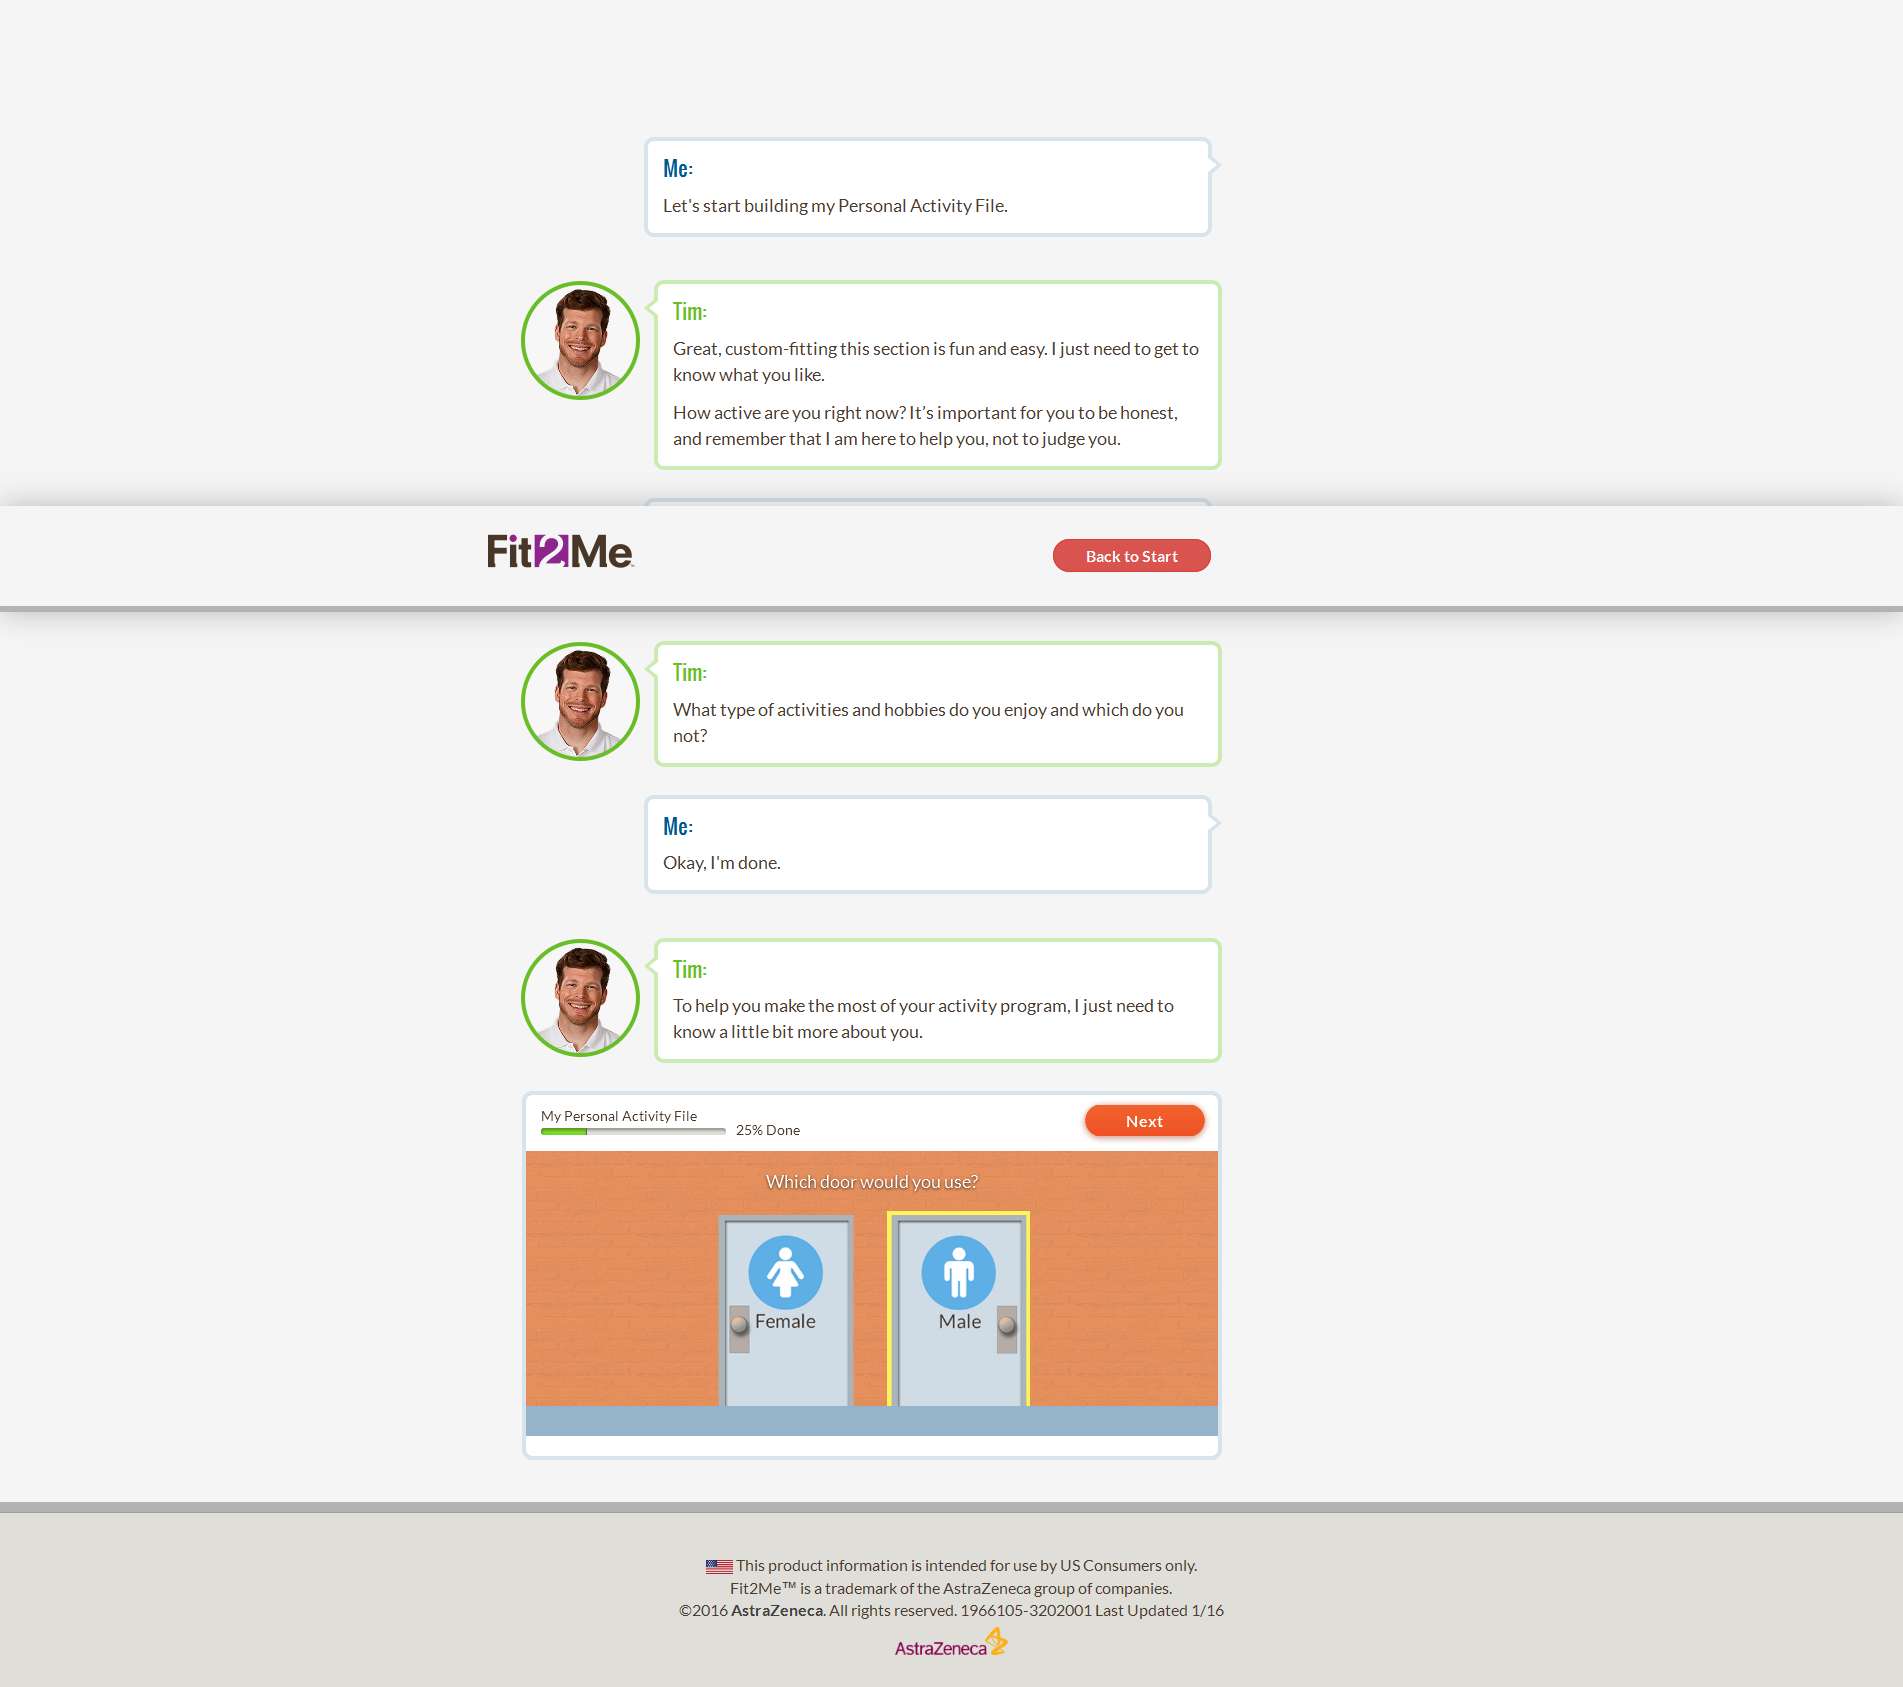 Me:
Let's start building my Personal Activity File.
Tim:
Great, custom-fitting this section is fun and easy. I just need to get to
know what you like.
How active are you right now? It’s important for you to be honest,
and remember that I am here to help you, not to judge you.
Fit2Me
Back to Start
Tim:
What type of activities and hobbies do you enjoy and which do you
not?
Me:
Okay, I'm done.
Tim:
To help you make the most of your activity program, I just need to
know a little bit more about you.
My Personal Activity File
25% Done
Next
Which door would you use?
Female
Male
This product information is intended for use by US Consumers only.
Fit2Me™ is a trademark of the AstraZeneca group of companies.
©2016 AstraZeneca. All rights reserved. 1966105-3202001 Last Updated 1/16
AstraZeneca